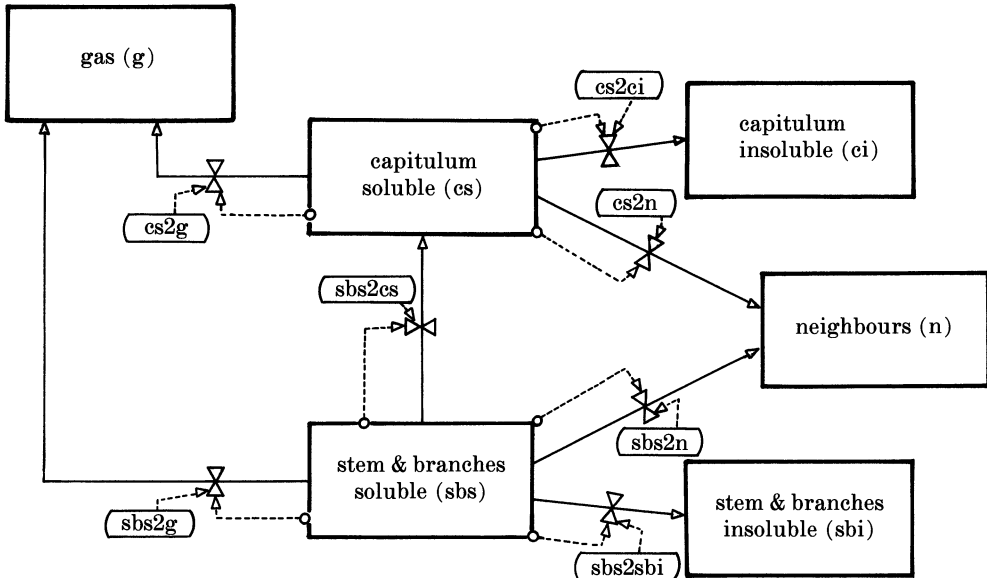 gas (g)
cs2ci
capitulum
insoluble (ci)
capitulum
soluble (cs)
cs2g
cs2n
sbs2cs
neighbours (n)
sbs2n
stem & branches
soluble (sbs)
stem & branches
insoluble (sbi)
sbs2g
sbs2sbi